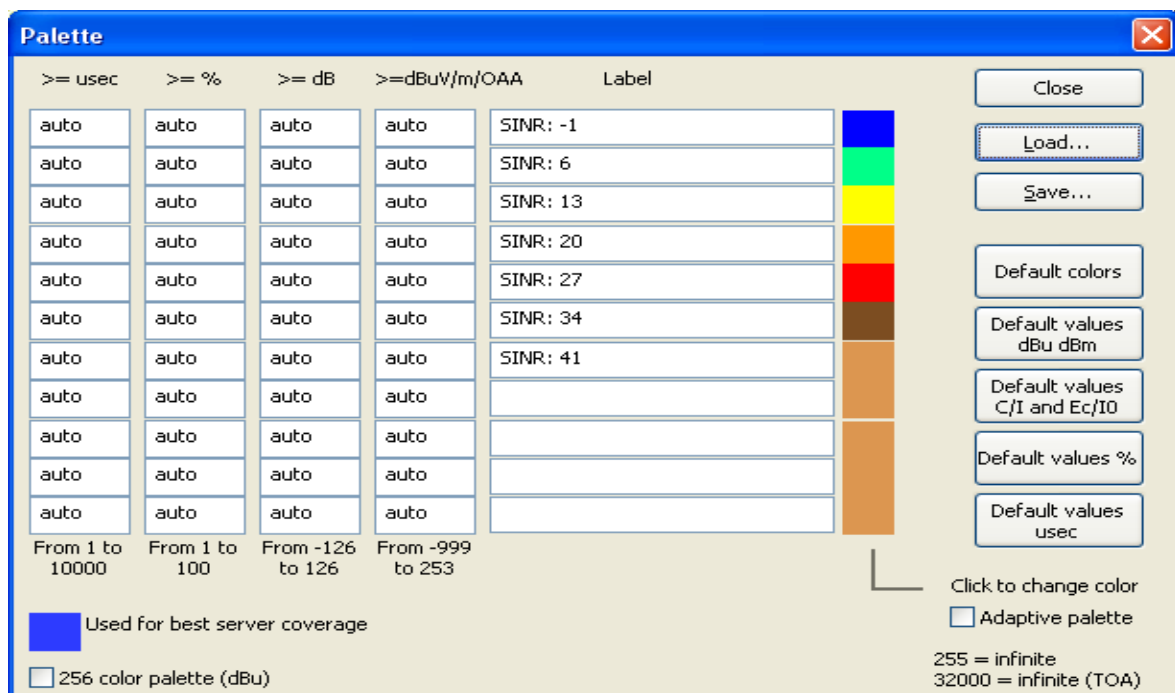 Palette
>= usec >= % >= dB >=dBuV/m/OAA Label
Close
auto auto auto auto SINR: -1
Load...
auto auto auto auto SINR: 6
Save...
auto auto auto auto SINR: 13
auto auto auto auto SINR: 20
Default colors
auto auto auto auto SINR: 27
auto auto auto auto SINR: 34
Default values
dBu dBm
auto auto auto auto SINR: 41
auto auto auto auto
Default values
C/I and Ec/I0
auto auto auto auto
Default values %
auto auto auto auto
auto auto auto auto
Default values
usec
From 1 to From 1 to From -126 From -999
10000 100 to 126 to 253
Click to change color
Used for best server coverage
Adaptive palette
256 color palette (dBu)
255 = infinite
32000 = infinite (TOA)